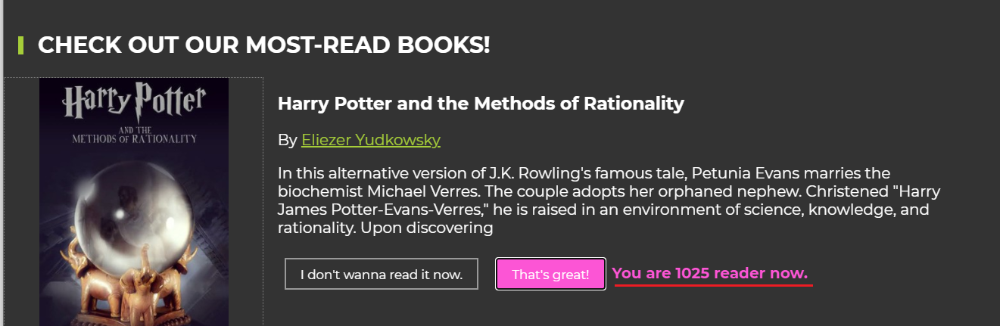 CHECK OUT OUR MOST-READ BOOKS!
Harry Potter
AND THE
METHODS OF RATIONALITY
Harry Potter and the Methods of Rationality
By Eliezer Yudkowsky
In this alternative version of J.K. Rowling's famous tale, Petunia Evans marries the
biochemist Michael Verres. The couple adopts her orphaned nephew. Christened "Harry
James Potter-Evans-Verres," he is raised in an environment of science, knowledge, and
rationality. Upon discovering
I don't wanna read it now. That's great! You are 1025 reader now.